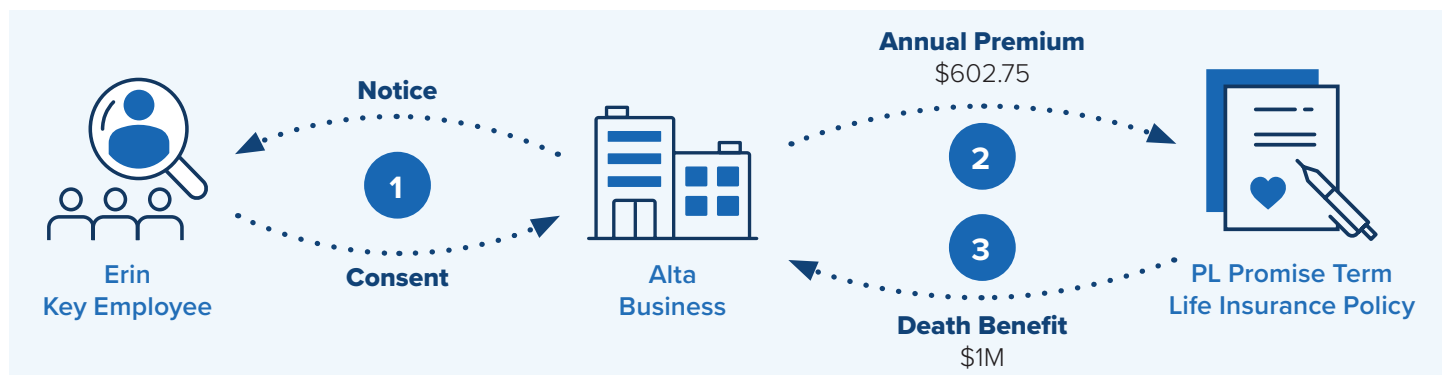 Annual Premium
$602.75
Notice
1
2
3
Consent
Erin
Key Employee
Alta
Business
PL Promise Term
Life Insurance Policy
Death Benefit
$1M